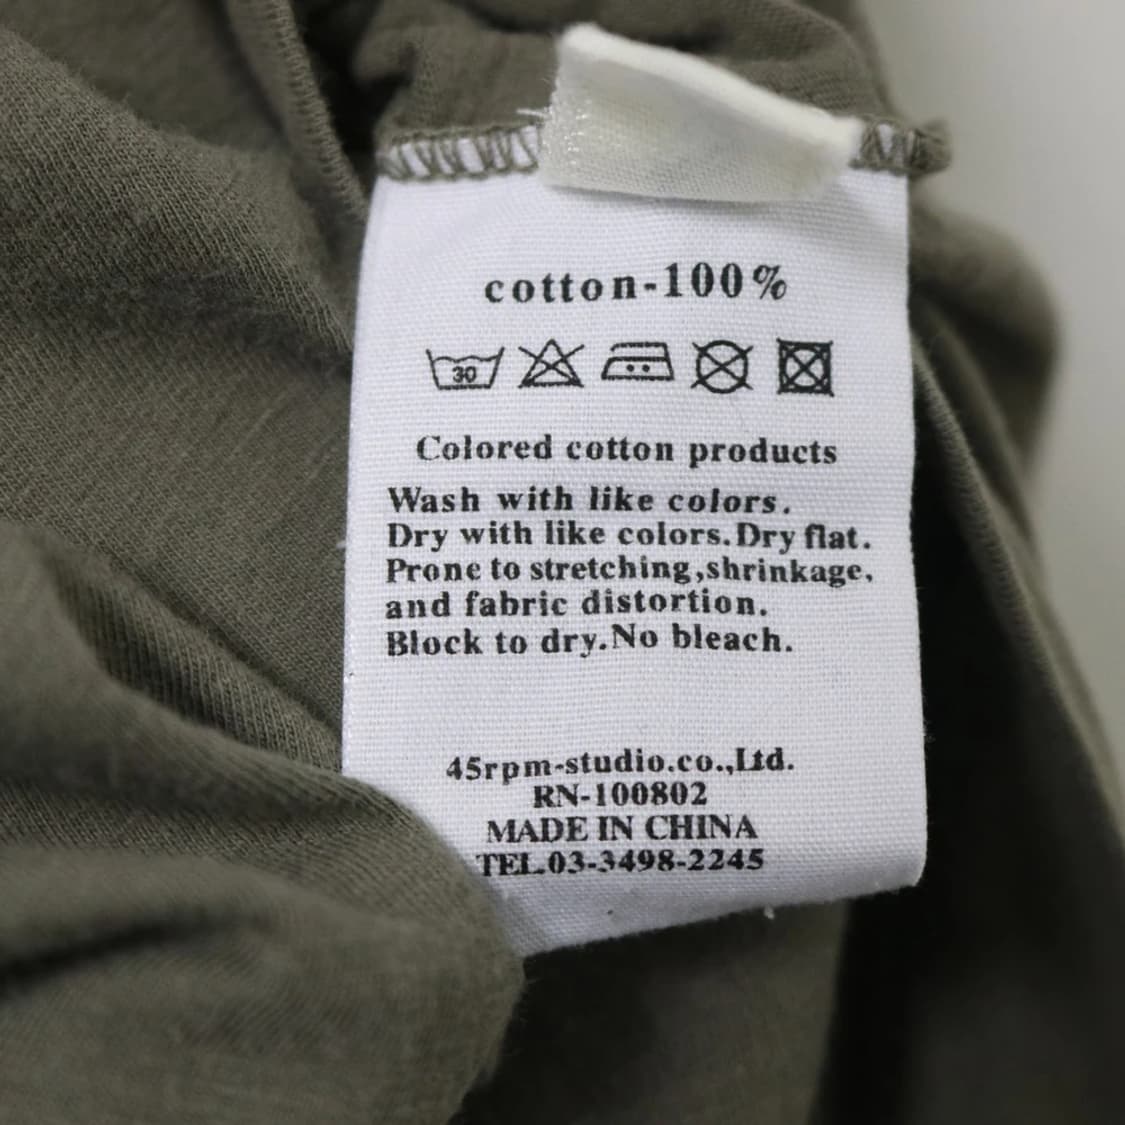 cotton-100%
30
Colored cotton products
Wash with like colors.
Dry with like colors.Dry flat.
Prone to stretching,shrinkage,
and fabric distortion.
Block to dry.No bleach.
45rpm-studio.co.,Ltd.
RN-100802
MADE IN CHINA
TEL.03-3498-2245